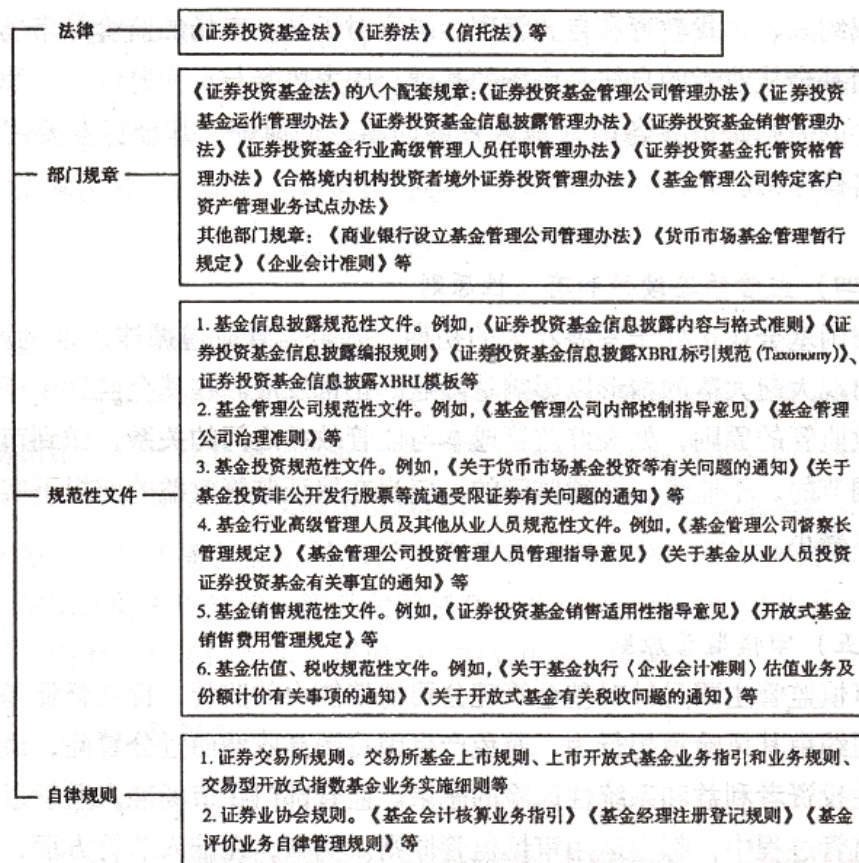 法律
《证券投资基金法》《证券法》《信托法》等
部门规章
《证券投资基金法》的八个配套规章:《证券投资基金管理公司管理办法》《证券投资
基金运作管理办法》《证券投资基金信息披露管理办法》《证券投资基金销售管理办
法》《证券投资基金行业高级管理人员任职管理办法》《证券投资基金托管资格管
理办法》《合格境内机构投资者境外证券投资管理办法》《基金管理公司特定客户
资产管理业务试点办法》
其他部门规章:《商业银行设立基金管理公司管理办法》《货币市场基金管理暂行
规定》《企业会计准则》等
规范性文件
1. 基金信息披露规范性文件。例如,《证券投资基金信息披露内容与格式准则》《证
券投资基金信息披露编报规则》《证券投资基金信息披露XBRL标引规范 (Taxonomy)》、
证券投资基金信息披露XBRL模板等
2. 基金管理公司规范性文件。例如,《基金管理公司内部控制指导意见》《基金管理
公司治理准则》等
3. 基金投资规范性文件。例如,《关于货币市场基金投资等有关问题的通知》《关于
基金投资非公开发行股票等流通受限证券有关问题的通知》等
4. 基金行业高级管理人员及其他从业人员规范性文件。例如,《基金管理公司督察长
管理规定》《基金管理公司投资管理人员管理指导意见》《关于基金从业人员投资
证券投资基金有关事宜的通知》等
5. 基金销售规范性文件。例如,《证券投资基金销售适用性指导意见》《开放式基金
销售费用管理规定》等
6. 基金估值、税收规范性文件。例如,《关于基金执行〈企业会计准则〉估值业务及
份额计价有关事项的通知》《关于开放式基金有关税收问题的通知》等
自律规则
1. 证券交易所规则。交易所基金上市规则、上市开放式基金业务指引和业务规则、
交易型开放式指数基金业务实施细则等
2. 证券业协会规则。《基金会计核算业务指引》《基金经理注册登记规则》《基金
评价业务自律管理规则》等